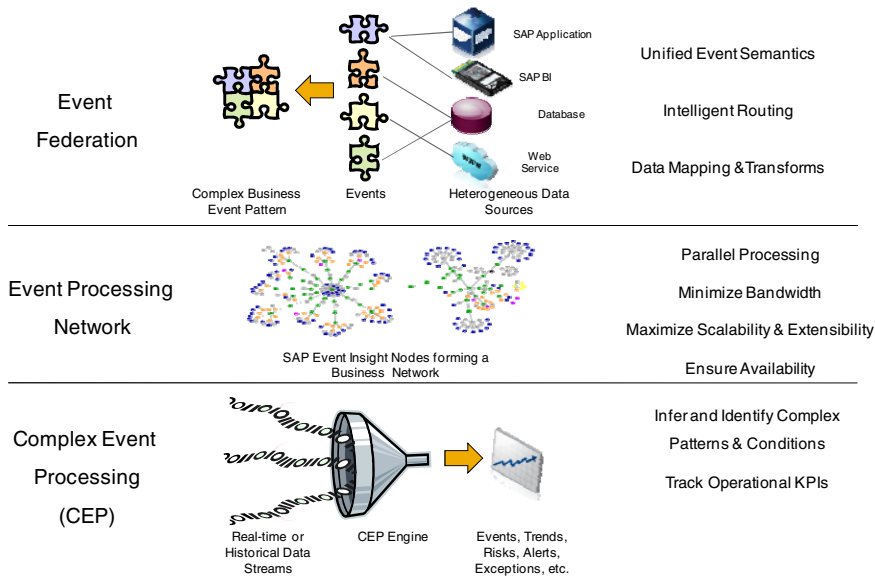 Event
Federation
SAP Application
SAP BI
Database
Web
Service
Complex Business
Event Pattern
Events
Heterogeneous Data
Sources
Unified Event Semantics
Intelligent Routing
Data Mapping & Transforms
Event Processing
Network
SAP Event Insight Nodes forming a
Business Network
Parallel Processing
Minimize Bandwidth
Maximize Scalability & Extensibility
Ensure Availability
Complex Event
Processing
(CEP)
Real-time or
Historical Data
Streams
CEP Engine
Events, Trends,
Risks, Alerts,
Exceptions, etc.
Infer and Identify Complex
Patterns & Conditions
Track Operational KPIs